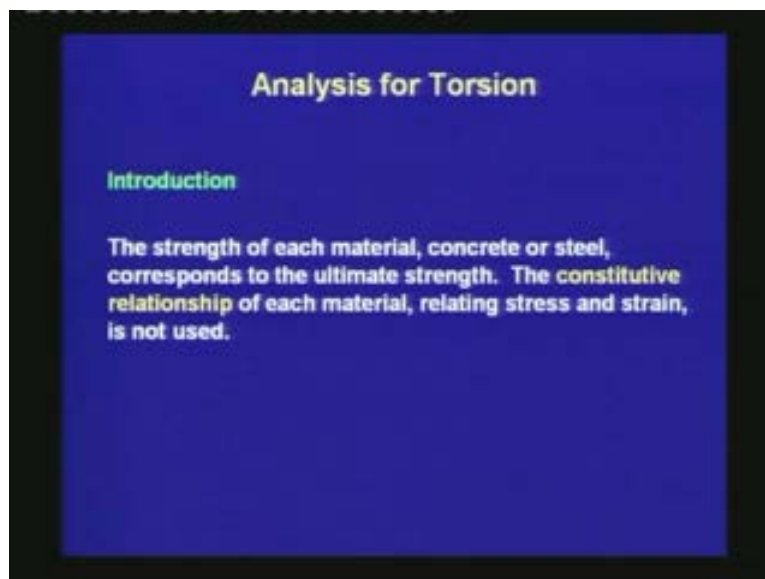 Analysis for Torsion
Introduction
The strength of each material, concrete or steel,
corresponds to the ultimate strength. The constitutive
relationship of each material, relating stress and strain,
is not used.